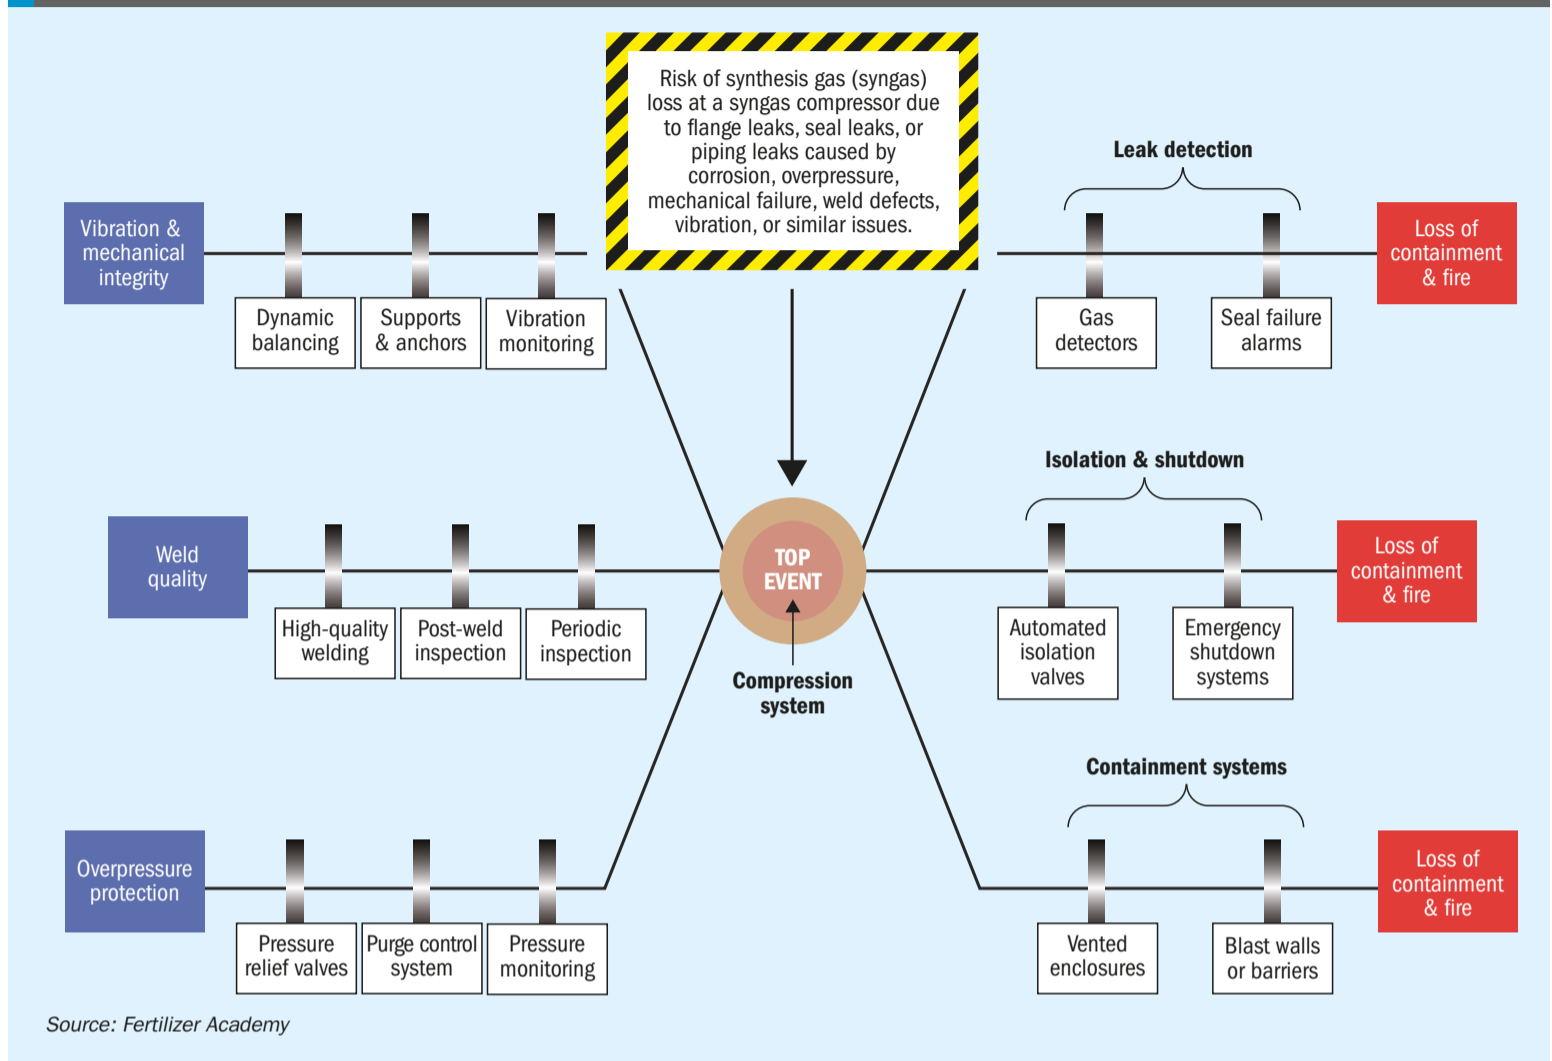 Risk of synthesis gas (syngas)
loss at a syngas compressor due
to flange leaks, seal leaks, or
piping leaks caused by
corrosion, overpressure,
mechanical failure, weld defects,
vibration, or similar issues.
Vibration &
mechanical
integrity
Dynamic
balancing
Supports
& anchors
Vibration
monitoring
Leak detection
Gas
detectors
Seal failure
alarms
Loss of
containment
& fire
Weld
quality
High-quality
welding
Post-weld
inspection
Periodic
inspection
TOP
EVENT
Compression
system
Isolation & shutdown
Automated
isolation
valves
Emergency
shutdown
systems
Loss of
containment
& fire
Overpressure
protection
Pressure
relief valves
Purge control
system
Pressure
monitoring
Containment systems
Vented
enclosures
Blast walls
or barriers
Loss of
containment
& fire
Source: Fertilizer Academy